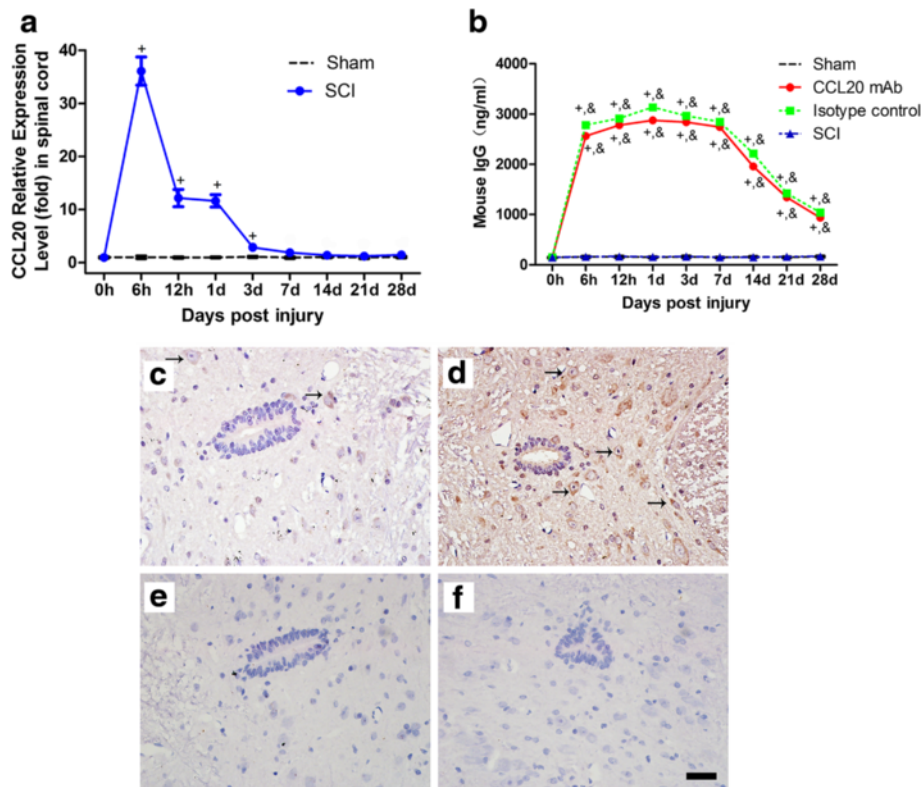 a
CCL20 Relative Expression
Level (fold) in spinal cord
40
30
20
10
0
+
+
+
+
Sham
SCI
0h 6h 12h 1d 3d 7d 14d 21d 28d
Days post injury
b
Mouse IgG (ng/ml)
4000
3000
2000
1000
0
Sham
CCL20 mAb
Isotype control
SCI
+,& +,& +,& +,& +,&
+,& +,& +,& +,& +,&
+,&
+,&
+,&
+,&
+,&
+,&
0h 6h 12h 1d 3d 7d 14d 21d 28d
Days post injury
c
d
e
f